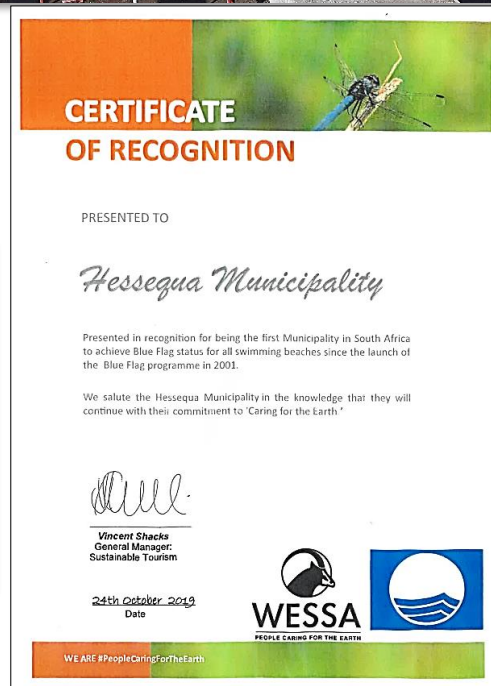 CERTIFICATE
OF RECOGNITION
PRESENTED TO
Hessequa Municipality
Presented in recognition for being the first Municipality in South Africa
to achieve Blue Flag status for all swimming beaches since the launch of
the Blue Flag programme in 2001.
We salute the Hessequa Municipality in the knowledge that they will
continue with their commitment to 'Caring for the Earth '
Vincent Shacks
General Manager:
Sustainable Tourism
24th October 2019
Date
WESSA
PEOPLE CARING FOR THE EARTH
WE ARE #PeopleCaringForTheEarth